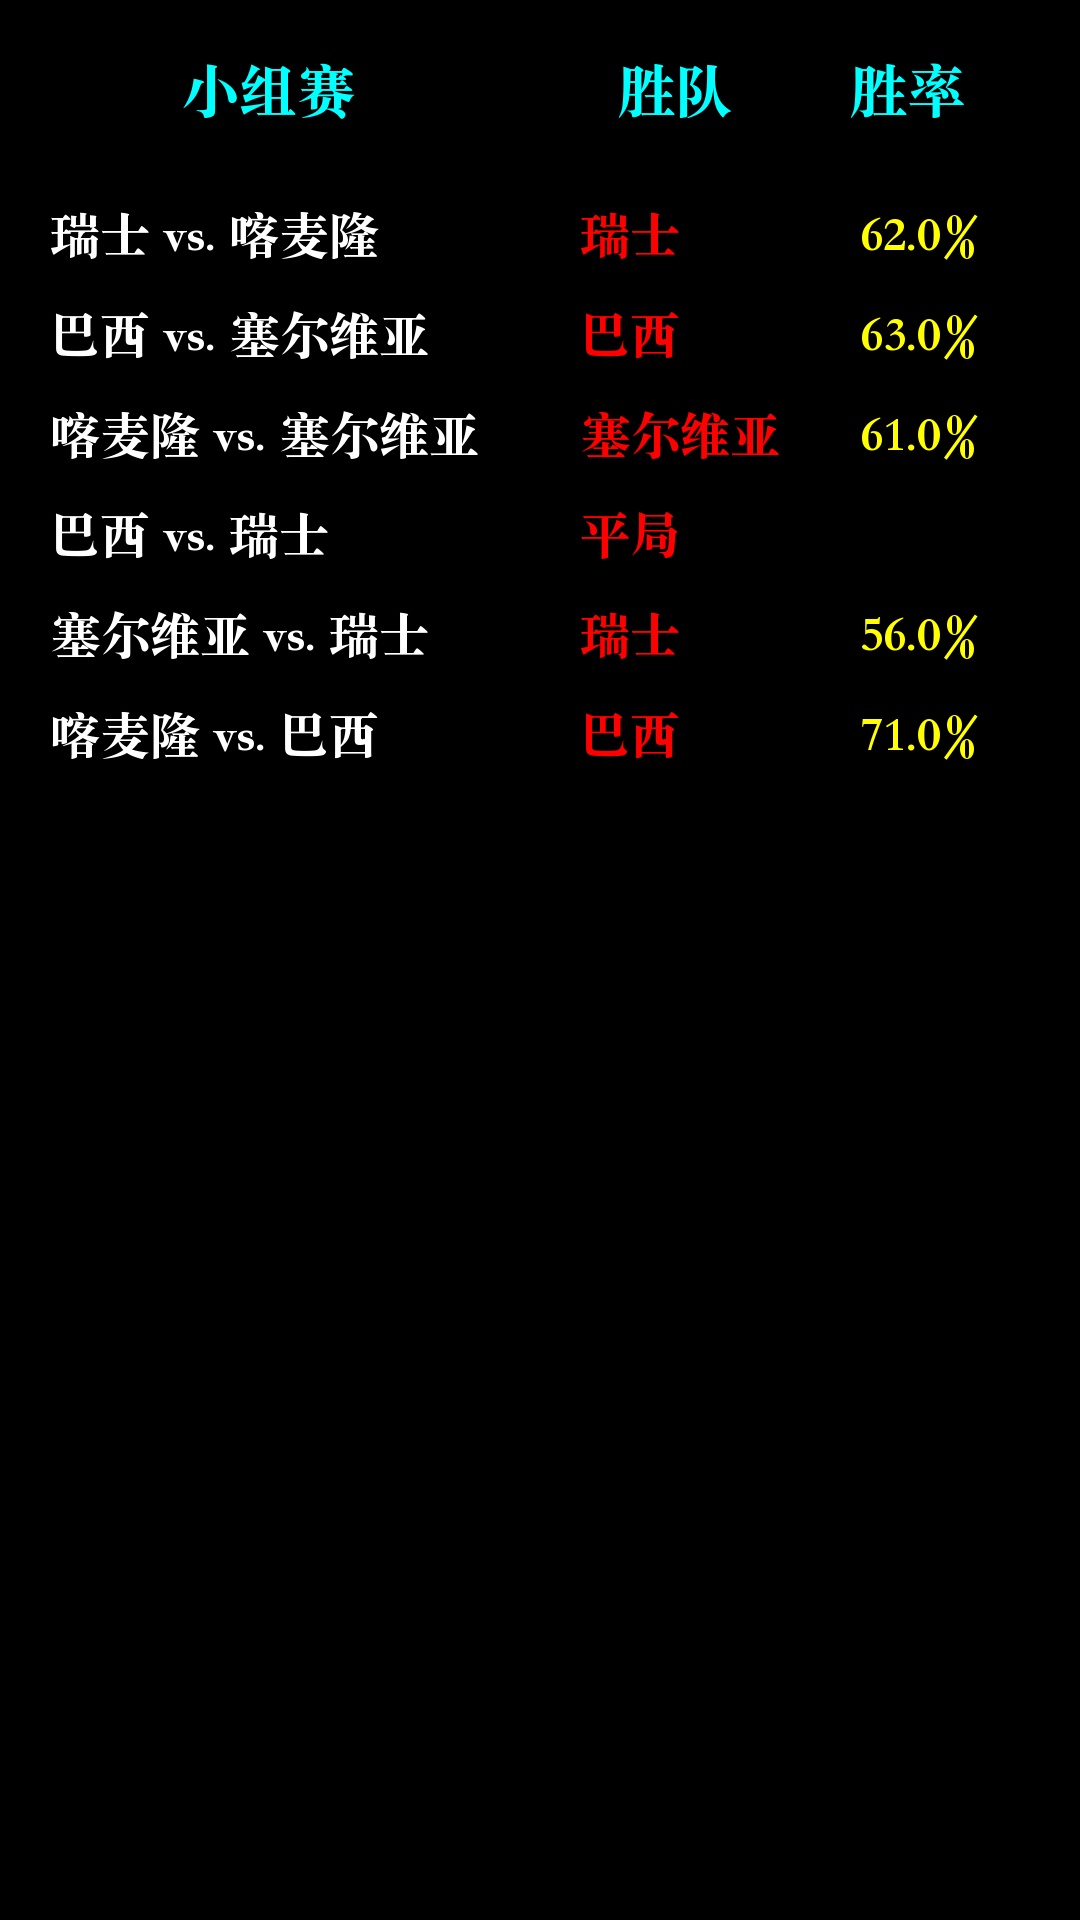 小组赛 胜队 胜率
瑞士 vs. 喀麦隆 瑞士 62.0%
巴西 vs. 塞尔维亚 巴西 63.0%
喀麦隆 vs. 塞尔维亚 塞尔维亚 61.0%
巴西 vs. 瑞士 平局
塞尔维亚 vs. 瑞士 瑞士 56.0%
喀麦隆 vs. 巴西 巴西 71.0%